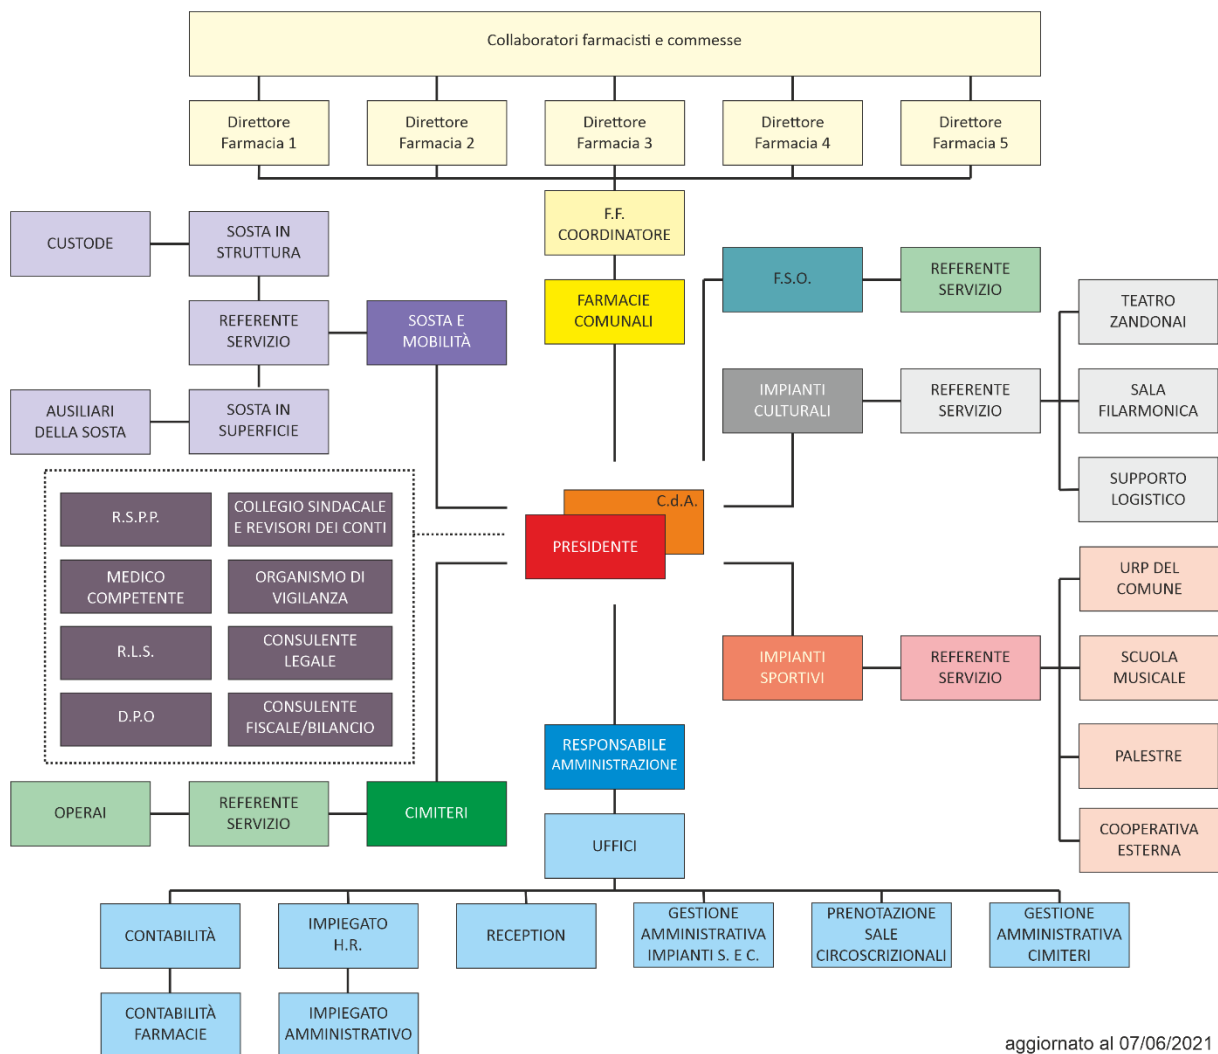 Collaboratori farmacisti e commesse
Direttore
Farmacia 1
Direttore
Farmacia 2
Direttore
Farmacia 3
Direttore
Farmacia 4
Direttore
Farmacia 5
F.F.
COORDINATORE
FARMACIE
COMUNALI
CUSTODE
SOSTA IN
STRUTTURA
REFERENTE
SERVIZIO
SOSTA E
MOBILITÀ
AUSILIARI
DELLA SOSTA
SOSTA IN
SUPERFICIE
F.S.O.
REFERENTE
SERVIZIO
IMPIANTI
CULTURALI
REFERENTE
SERVIZIO
TEATRO
ZANDONAI
SALA
FILARMONICA
SUPPORTO
LOGISTICO
R.S.P.P.
COLLEGIO SINDACALE
E REVISORI DEI CONTI
MEDICO
COMPETENTE
ORGANISMO DI
VIGILANZA
R.L.S.
CONSULENTE
LEGALE
D.P.O
CONSULENTE
FISCALE/BILANCIO
C.d.A.
PRESIDENTE
IMPIANTI
SPORTIVI
REFERENTE
SERVIZIO
URP DEL
COMUNE
SCUOLA
MUSICALE
PALESTRE
COOPERATIVA
ESTERNA
OPERAI
REFERENTE
SERVIZIO
CIMITERI
RESPONSABILE
AMMINISTRAZIONE
UFFICI
CONTABILITÀ
IMPIEGATO
H.R.
RECEPTION
GESTIONE
AMMINISTRATIVA
IMPIANTI S. E C.
PRENOTAZIONE
SALE
CIRCOSCRIZIONALI
GESTIONE
AMMINISTRATIVA
CIMITERI
CONTABILITÀ
FARMACIE
IMPIEGATO
AMMINISTRATIVO
aggiornato al 07/06/2021